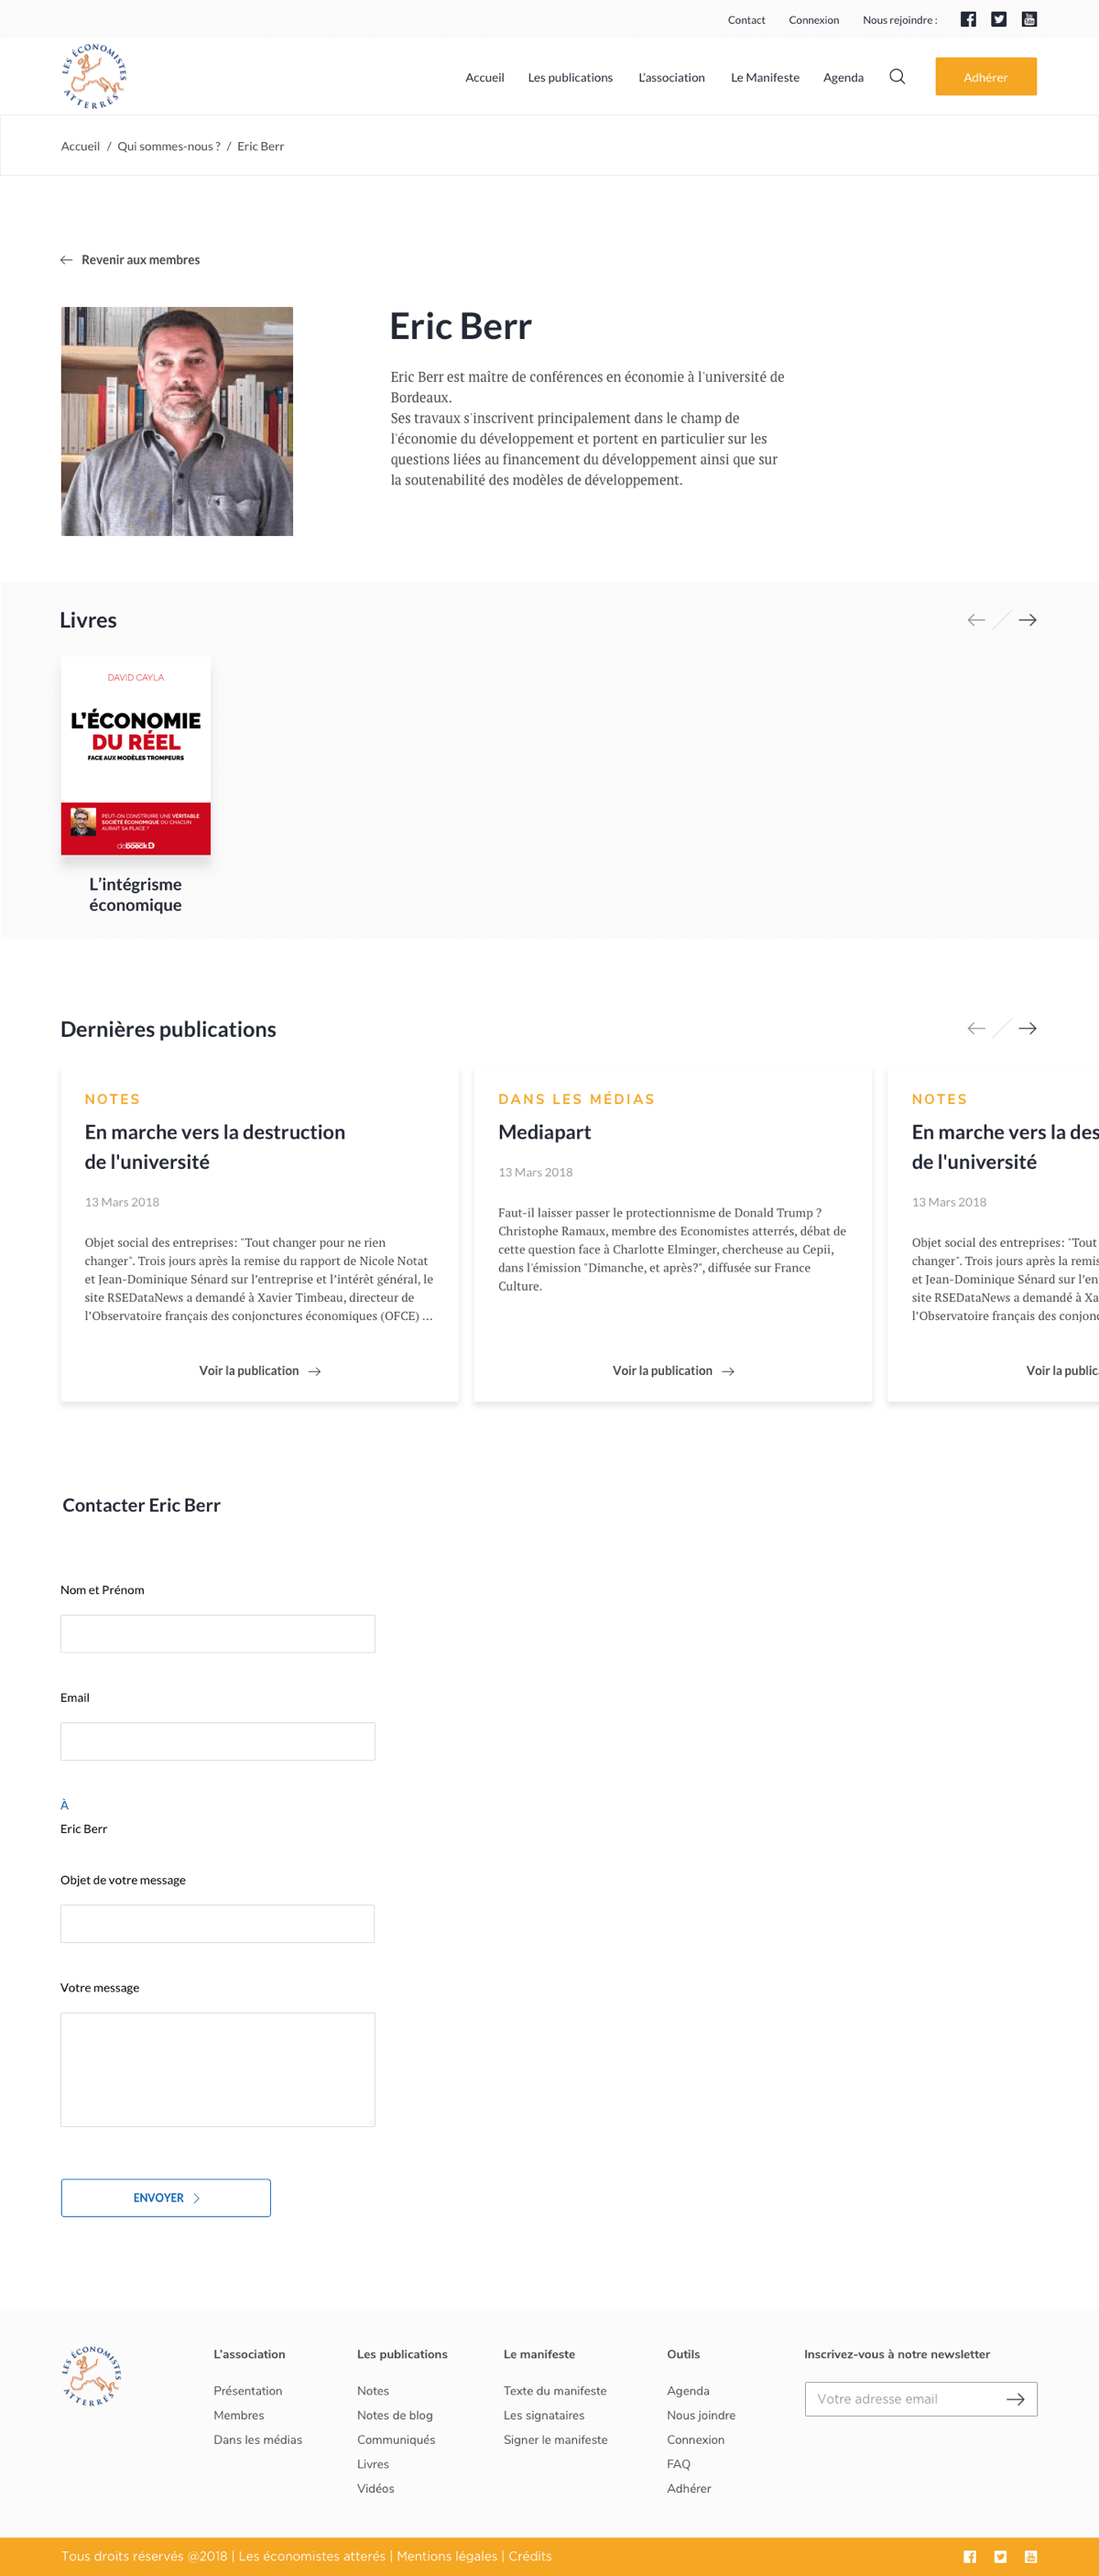 Contact Connexion Nous rejoindre :
LES ÉCONOMISTES ATTERRÉS
Accueil Les publications L'association Le Manifeste Agenda Adhérer
Accueil / Qui sommes-nous ? / Eric Berr
Revenir aux membres
Eric Berr
Eric Berr est maître de conférences en économie à l'université de
Bordeaux.
Ses travaux s'inscrivent principalement dans le champ de
l'économie du développement et portent en particulier sur les
questions liées au financement du développement ainsi que sur
la soutenabilité des modèles de développement.
Livres
DAVID CAYLA
L'ÉCONOMIE
DU RÉEL
FACE AUX MODÈLES TROMPEURS
PEUT-ON CONSTRUIRE UNE VÉRITABLE
SOCIÉTÉ ÉCONOMIQUE OÙ CHACUN
AURAIT SA PLACE ?
deboeck
L’intégrisme
économique
Dernières publications
NOTES
En marche vers la destruction
de l'université
13 Mars 2018
Objet social des entreprises: "Tout changer pour ne rien
changer". Trois jours après la remise du rapport de Nicole Notat
et Jean-Dominique Sénard sur l’entreprise et l’intérêt général, le
site RSEDataNews a demandé à Xavier Timbeau, directeur de
l’Observatoire français des conjonctures économiques (OFCE) ...
Voir la publication
DANS LES MÉDIAS
Mediapart
13 Mars 2018
Faut-il laisser passer le protectionnisme de Donald Trump ?
Christophe Ramaux, membre des Economistes atterrés, débat de
cette question face à Charlotte Elminger, chercheuse au Cepii,
dans l'émission "Dimanche, et après?", diffusée sur France
Culture.
Voir la publication
NOTES
En marche vers la des
de l'université
13 Mars 2018
Objet social des entreprises: "Tout
changer". Trois jours après la remis
et Jean-Dominique Sénard sur l’en
site RSEDataNews a demandé à Xa
l’Observatoire français des conjonc
Voir la public
Contacter Eric Berr
Nom et Prénom
Email
À
Eric Berr
Objet de votre message
Votre message
ENVOYER
LES ÉCONOMISTES ATTERRÉS
L’association
Présentation
Membres
Dans les médias
Les publications
Notes
Notes de blog
Communiqués
Livres
Vidéos
Le manifeste
Texte du manifeste
Les signataires
Signer le manifeste
Outils
Agenda
Nous joindre
Connexion
FAQ
Adhérer
Inscrivez-vous à notre newsletter
Votre adresse email
Tous droits réservés @2018 | Les économistes atterés | Mentions légales | Crédits